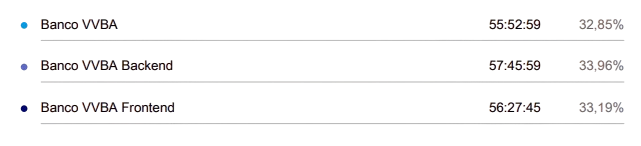 Banco VVBA 55:52:59 32,85%
Banco VVBA Backend 57:45:59 33,96%
Banco VVBA Frontend 56:27:45 33,19%